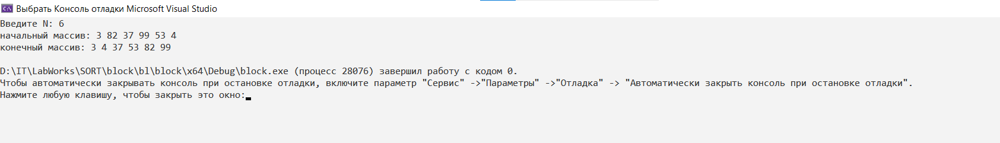 Выбрать Консоль отладки Microsoft Visual Studio
Введите N: 6
начальный массив: 3 82 37 99 53 4
конечный массив: 3 4 37 53 82 99
D:\IT\LabWorks\SORT\block\bl\block\x64\Debug\block.exe (процесс 28076) завершил работу с кодом 0.
Чтобы автоматически закрывать консоль при остановке отладки, включите параметр "Сервис" ->"Параметры" ->"Отладка" -> "Автоматически закрыть консоль при остановке отладки".
Нажмите любую клавишу, чтобы закрыть это окно: